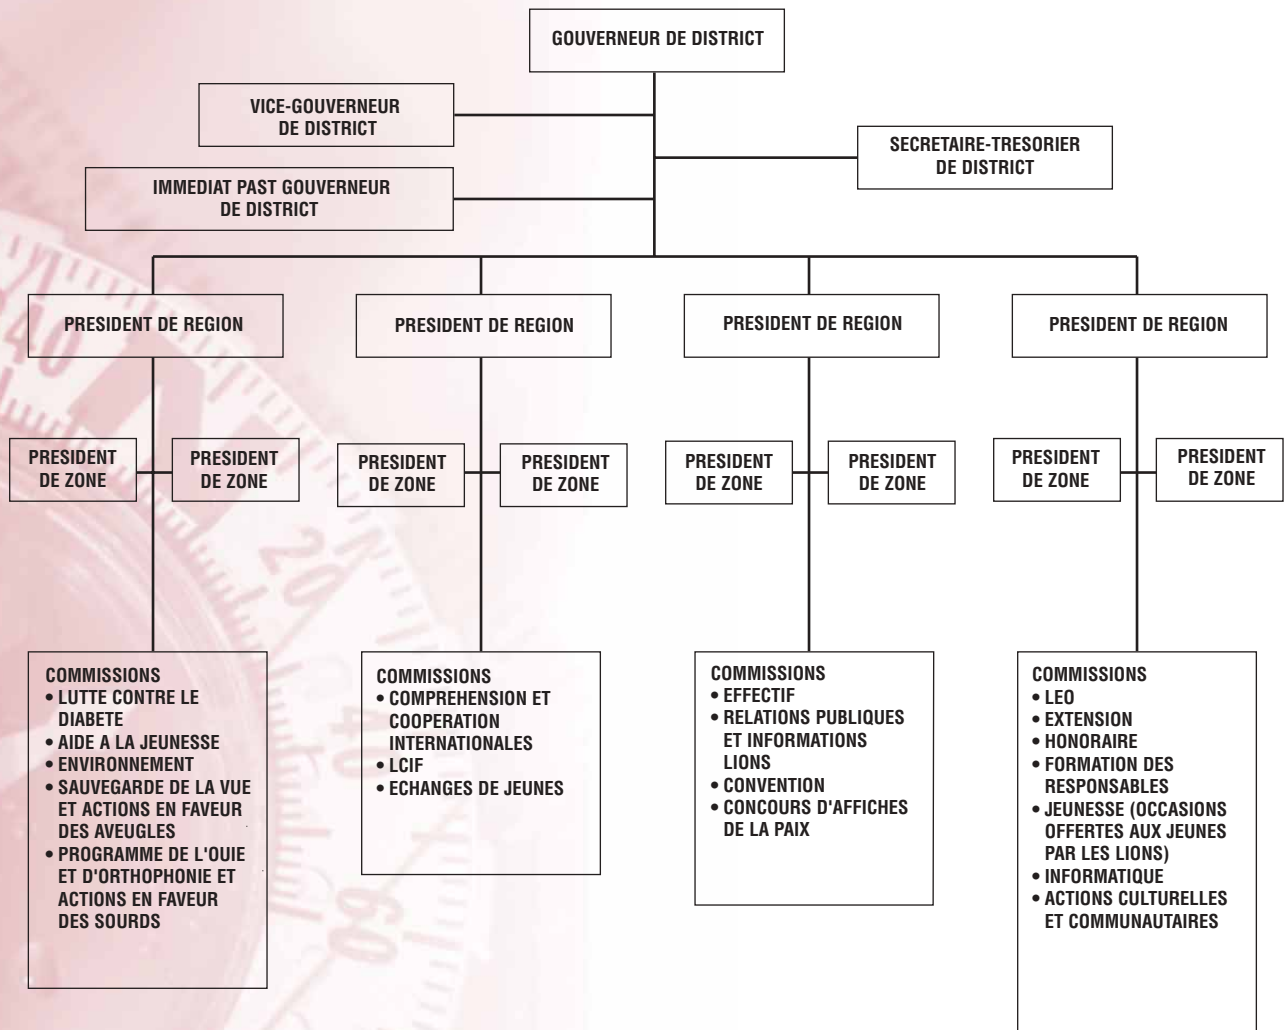 GOUVERNEUR DE DISTRICT
VICE-GOUVERNEUR
DE DISTRICT
SECRETAIRE-TRESORIER
DE DISTRICT
IMMEDIAT PAST GOUVERNEUR
DE DISTRICT
PRESIDENT DE REGION
PRESIDENT DE REGION
PRESIDENT DE REGION
PRESIDENT DE REGION
PRESIDENT
DE ZONE
PRESIDENT
DE ZONE
PRESIDENT
DE ZONE
PRESIDENT
DE ZONE
PRESIDENT
DE ZONE
PRESIDENT
DE ZONE
PRESIDENT
DE ZONE
PRESIDENT
DE ZONE
COMMISSIONS
• LUTTE CONTRE LE
DIABETE
• AIDE A LA JEUNESSE
• ENVIRONNEMENT
• SAUVEGARDE DE LA VUE
ET ACTIONS EN FAVEUR
DES AVEUGLES
• PROGRAMME DE L'OUIE
ET D'ORTHOPHONIE ET
ACTIONS EN FAVEUR
DES SOURDS
COMMISSIONS
• COMPREHENSION ET
COOPERATION
INTERNATIONALES
• LCIF
• ECHANGES DE JEUNES
COMMISSIONS
• EFFECTIF
• RELATIONS PUBLIQUES
ET INFORMATIONS
LIONS
• CONVENTION
• CONCOURS D'AFFICHES
DE LA PAIX
COMMISSIONS
• LEO
• EXTENSION
• HONORAIRE
• FORMATION DES
RESPONSABLES
• JEUNESSE (OCCASIONS
OFFERTES AUX JEUNES
PAR LES LIONS)
• INFORMATIQUE
• ACTIONS CULTURELLES
ET COMMUNAUTAIRES
40
N
20
40
60